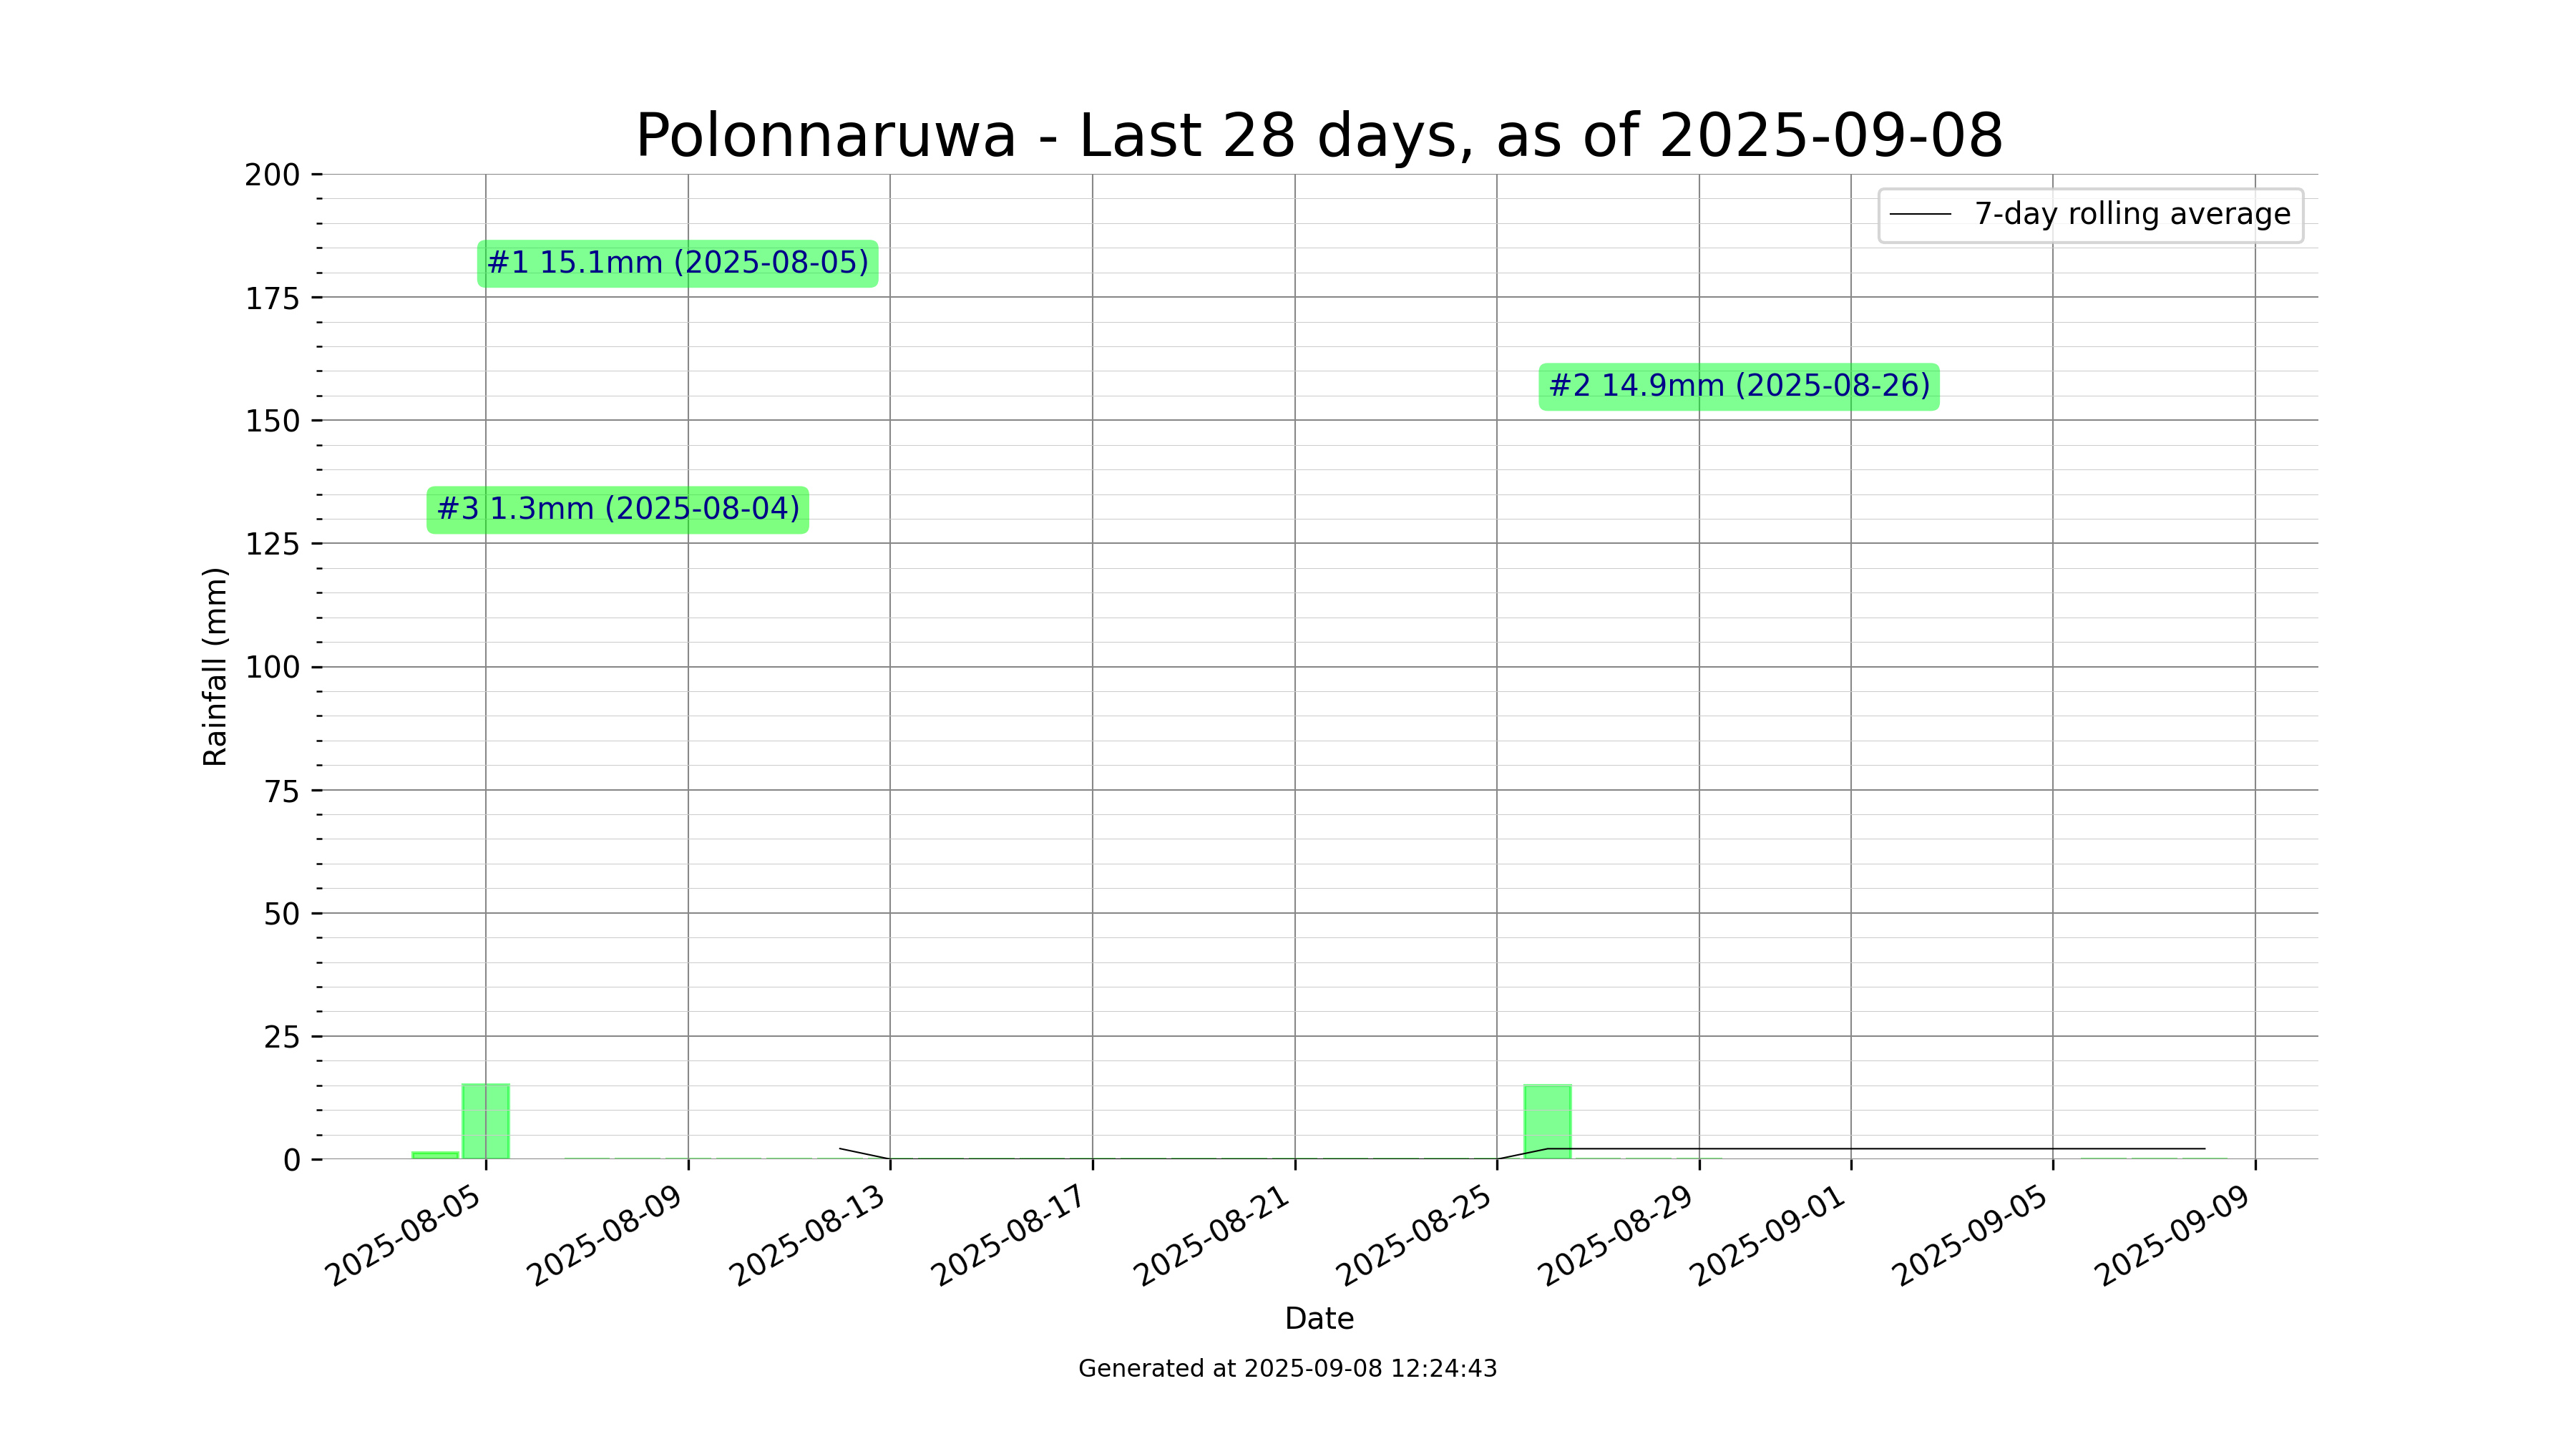 Polonnaruwa - Last 28 days, as of 2025-09-08
7-day rolling average
#1 15.1mm (2025-08-05)
#2 14.9mm (2025-08-26)
#3 1.3mm (2025-08-04)
Rainfall (mm)
200
175
150
125
100
75
50
25
0
2025-08-05
2025-08-09
2025-08-13
2025-08-17
2025-08-21
2025-08-25
2025-08-29
2025-09-01
2025-09-05
2025-09-09
Date
Generated at 2025-09-08 12:24:43